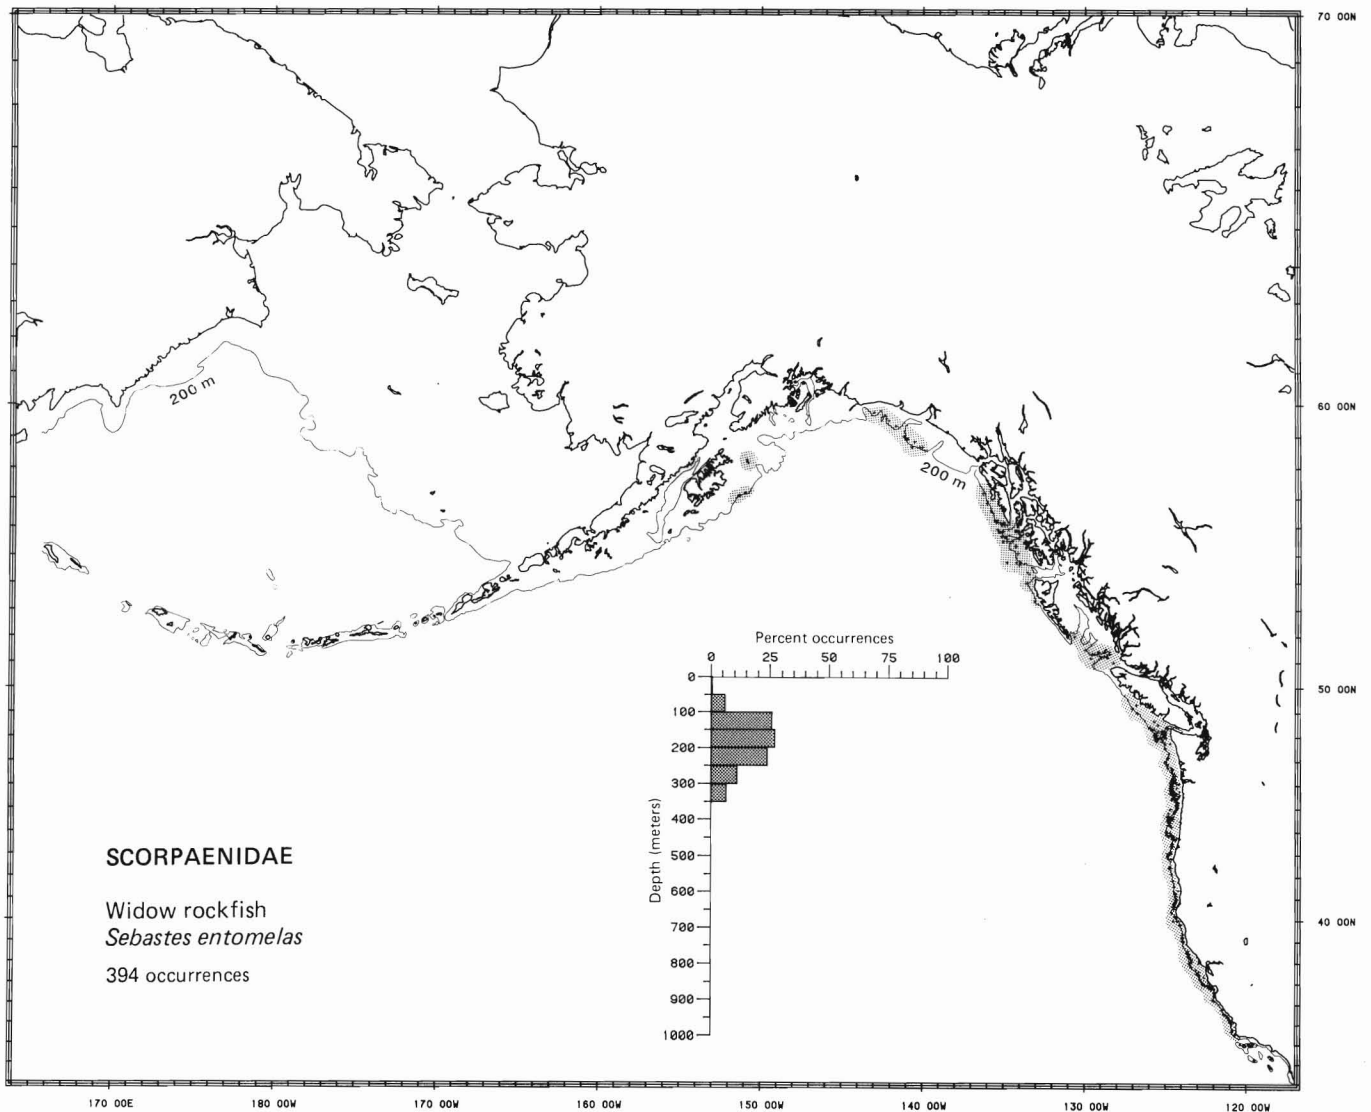 70 00N
200 m
60 00N
200 m
Percent occurrences
0 25 50 75 100
50 00N
0
100
200
300
400
500
600
700
800
900
1000
Depth (meters)
SCORPAENIDAE
Widow rockfish
Sebastes entomelas
394 occurrences
40 00N
170 00E 180 00W 170 00W 160 00W 150 00W 140 00W 130 00W 120 00W